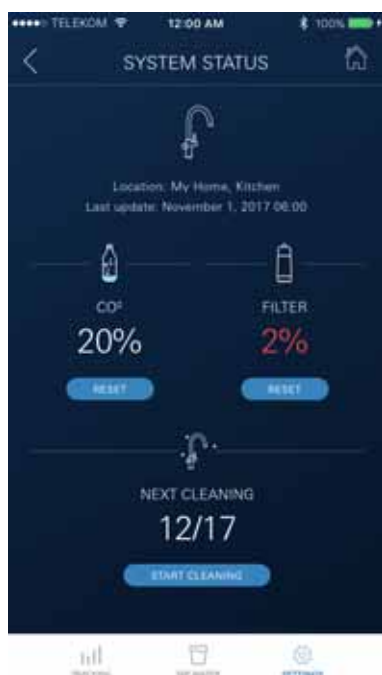 TELEKOM 12:00 AM 100%
SYSTEM STATUS
Location: My Home, Kitchen
Last update: November 1, 2017 06:00
CO² FILTER
20% 2%
RESET RESET
NEXT CLEANING
12/17
START CLEANING
SETTINGS